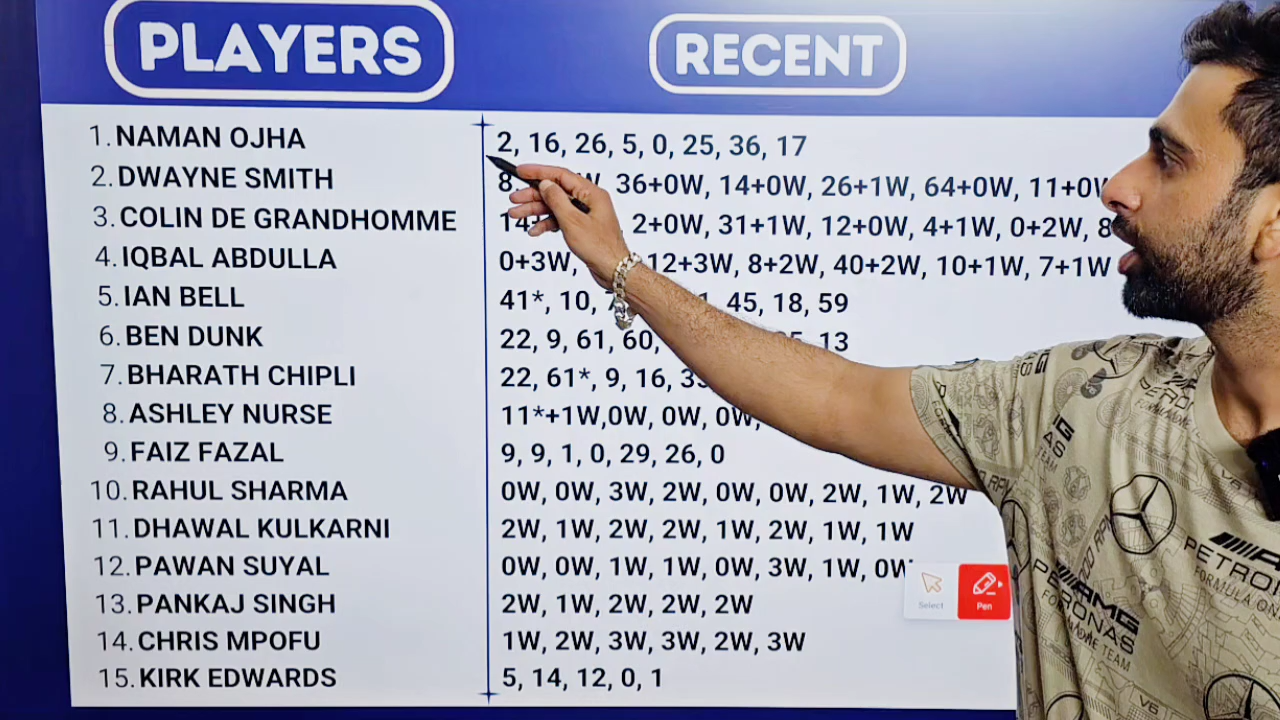 PLAYERS
RECENT
1. NAMAN OJHA 2, 16, 26, 5, 0, 25, 36, 17
2. DWAYNE SMITH 36+0W, 14+0W, 26+1W, 64+0W, 11+0W
3. COLIN DE GRANDHOMME 2+0W, 31+1W, 12+0W, 4+1W, 0+2W,
4. IQBAL ABDULLA 0+3W, 12+3W, 8+2W, 40+2W, 10+1W, 7+1W
5. IAN BELL 41*, 10, 45, 18, 59
6. BEN DUNK 22, 9, 61, 60, 13
7. BHARATH CHIPLI 22, 61*, 9, 16,
8. ASHLEY NURSE 11*+1W,0W, 0W, 0W,
9. FAIZ FAZAL 9, 9, 1, 0, 29, 26, 0
10. RAHUL SHARMA 0W, 0W, 3W, 2W, 0W, 0W, 2W, 1W, 2W
11. DHAWAL KULKARNI 2W, 1W, 2W, 2W, 1W, 2W, 1W, 1W
12. PAWAN SUYAL 0W, 0W, 1W, 1W, 0W, 3W, 1W, 0W
13. PANKAJ SINGH 2W, 1W, 2W, 2W, 2W
14. CHRIS MPOFU 1W, 2W, 3W, 3W, 2W, 3W
15. KIRK EDWARDS 5, 14, 12, 0, 1
Select
Pen
AMG
PETRONAS
FORMULA ONE TEAM